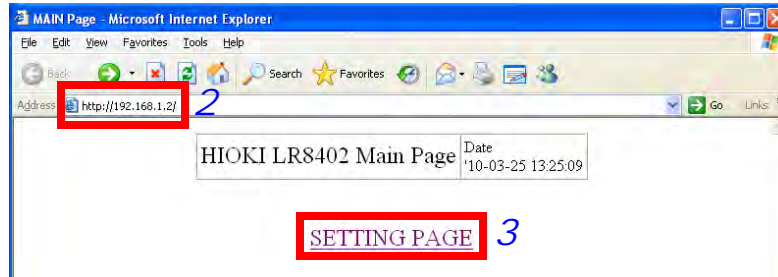 MAIN Page - Microsoft Internet Explorer
File Edit View Favorites Tools Help
Back Search Favorites
Address http://192.168.1.2/ Go Links
2
HIOKI LR8402 Main Page
Date
'10-03-25 13:25:09
SETTING PAGE 3